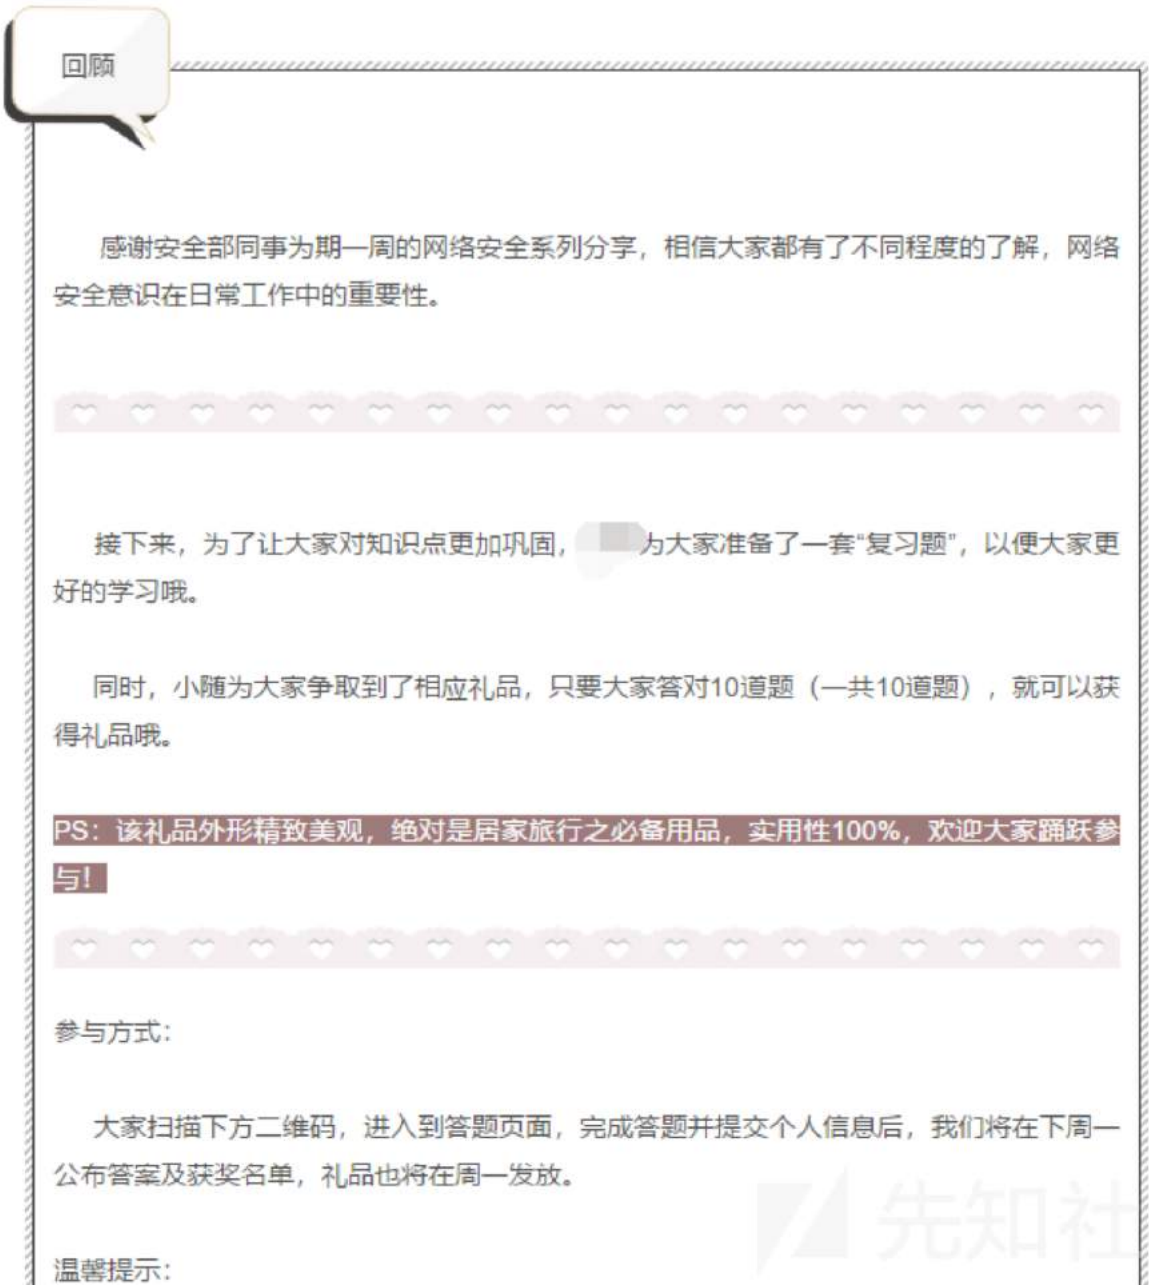 回顾
感谢安全部同事为期一周的网络安全系列分享，相信大家都有了不同程度的了解，网络
安全意识在日常工作中的重要性。
接下来，为了让大家对知识点更加巩固，为大家准备了一套“复习题”，以便大家更
好的学习哦。
同时，小随为大家争取到了相应礼品，只要大家答对10道题（一共10道题），就可以获
得礼品哦。
PS：该礼品外形精致美观，绝对是居家旅行之必备用品，实用性100%，欢迎大家踊跃参
与！
参与方式：
大家扫描下方二维码，进入到答题页面，完成答题并提交个人信息后，我们将在下周一
公布答案及获奖名单，礼品也将在周一发放。
先知社
温馨提示：